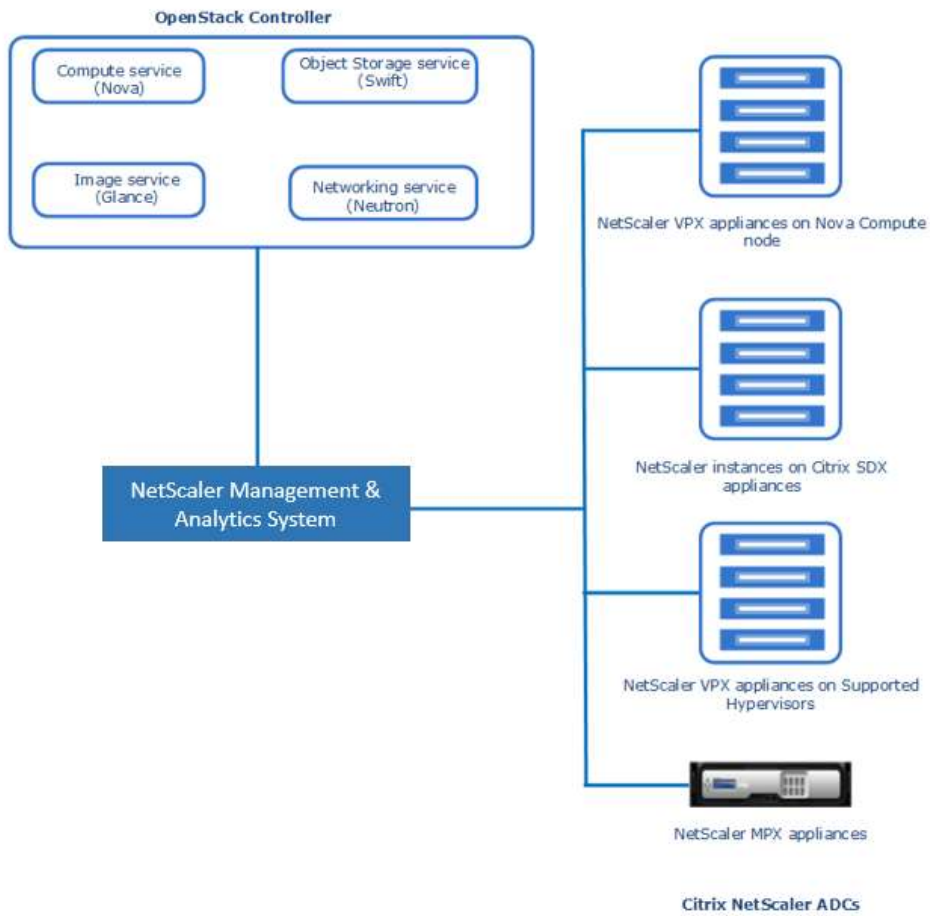 OpenStack Controller
Compute service
(Nova)
Object Storage service
(Swift)
Image service
(Glance)
Networking service
(Neutron)
NetScaler VPX appliances on Nova Compute
node
NetScaler instances on Citrix SDX
appliances
NetScaler Management &
Analytics System
NetScaler VPX appliances on Supported
Hypervisors
NetScaler MPX appliances
Citrix NetScaler ADCs